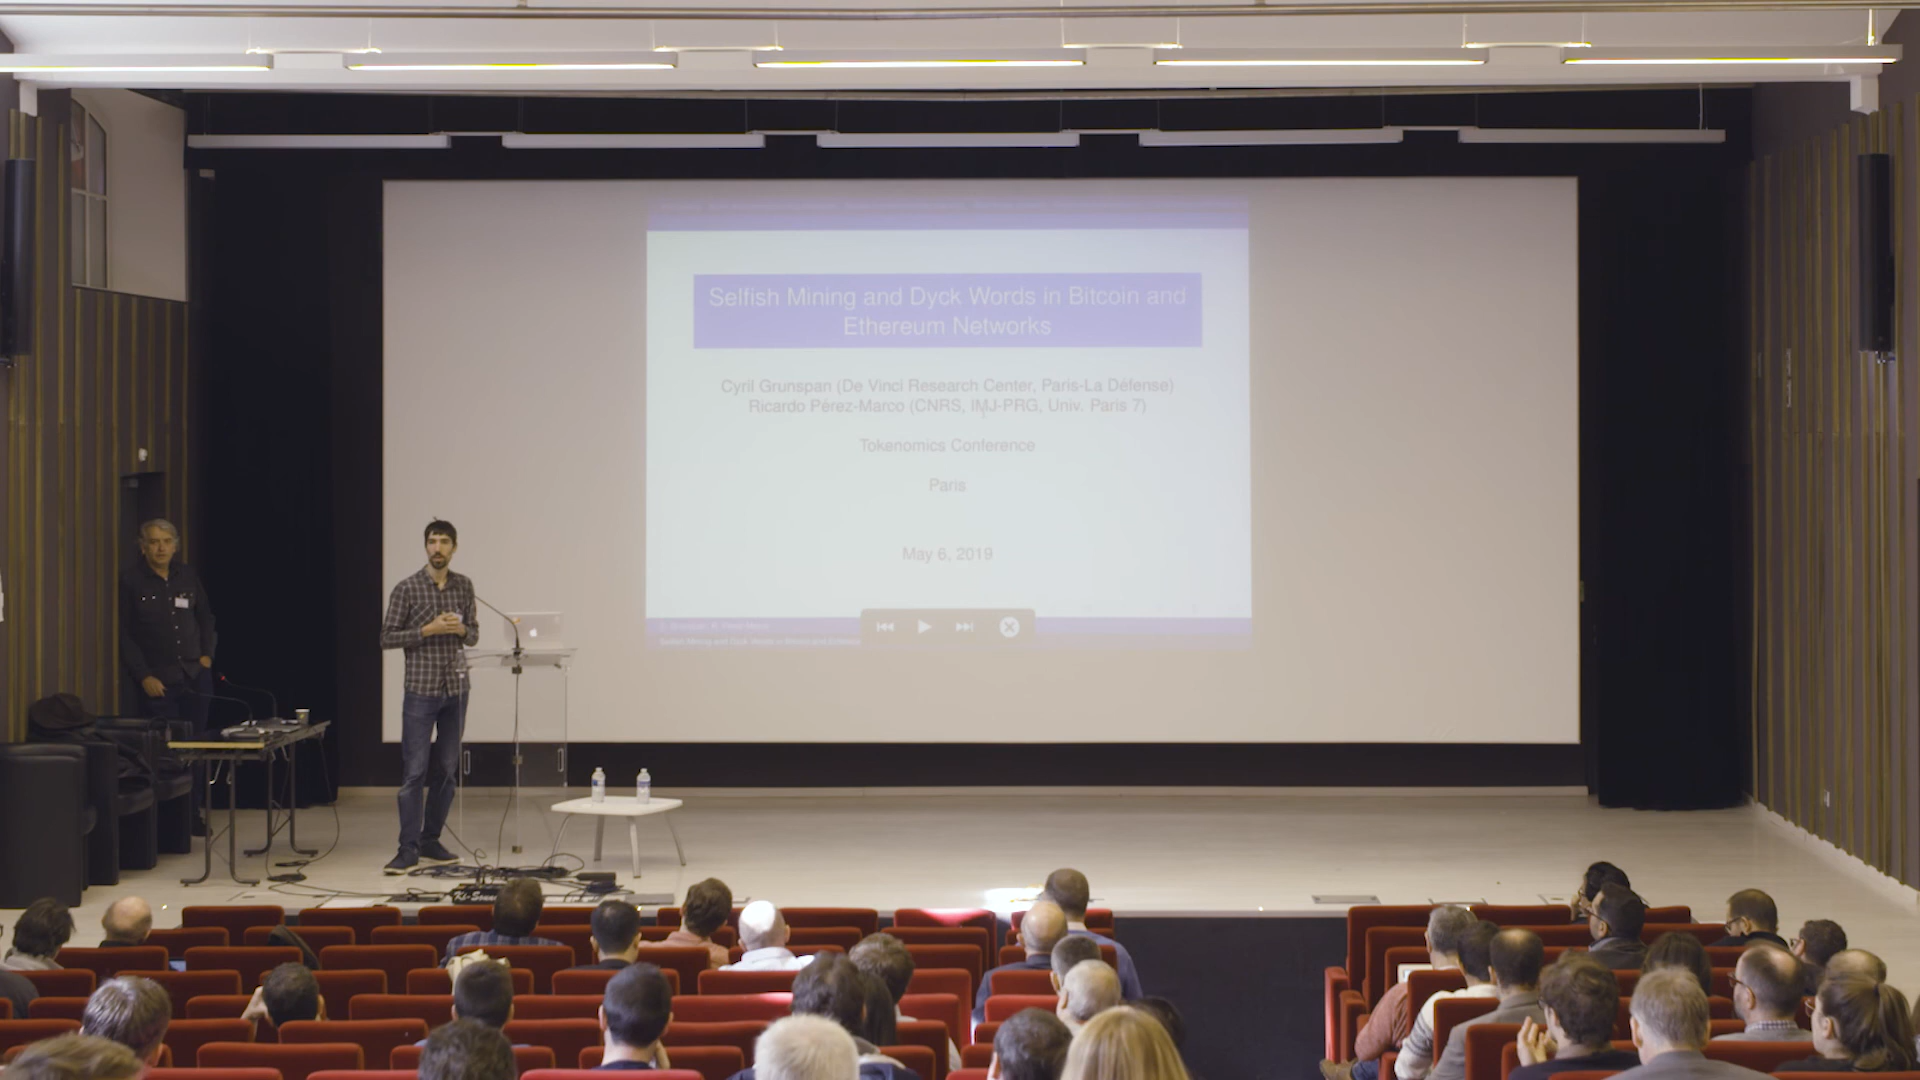 Selfish Mining and Dyck Words in Bitcoin and
Ethereum Networks
Cyril Grunspan (De Vinci Research Center, Paris-La Défense)
Ricardo Pérez-Marco (CNRS, IMJ-PRG, Univ. Paris 7)
Tokenomics Conference
Paris
May 6, 2019